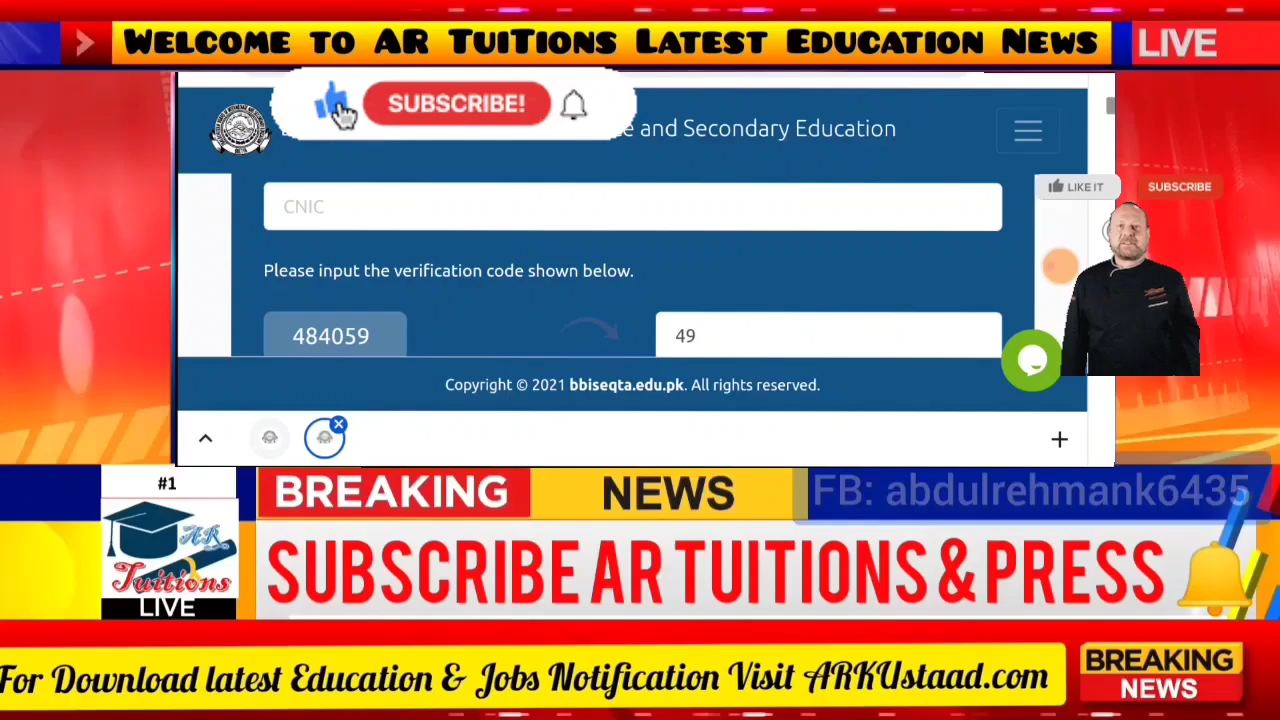 WELCOME TO AR TUITIONS LATEST EDUCATION NEWS
LIVE
SUBSCRIBE!
and Secondary Education
CNIC
LIKE IT
SUBSCRIBE
Please input the verification code shown below.
484059
49
Copyright © 2021 bbiseqta.edu.pk. All rights reserved.
#1
AR
Tuitions
LIVE
BREAKING NEWS
FB: abdulrehmank6435
SUBSCRIBE AR TUITIONS & PRESS
For Download latest Education & Jobs Notification Visit ARKUstaad.com
BREAKING
NEWS